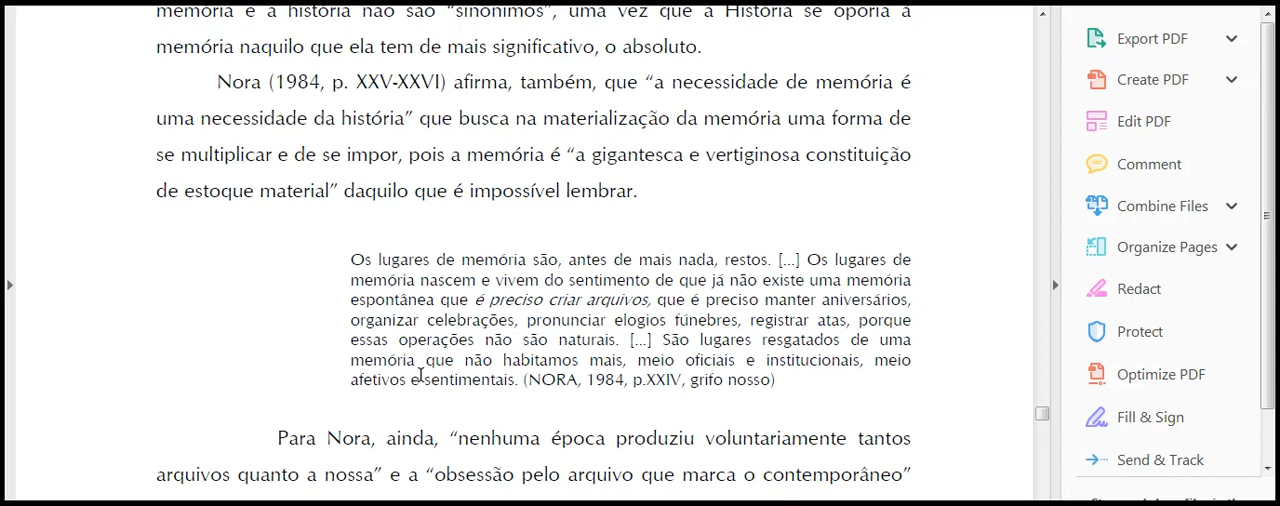 memória e a história não são “sinônimos”, uma vez que a História se oporia à
memória naquilo que ela tem de mais significativo, o absoluto.
Nora (1984, p. XXV-XXVI) afirma, também, que “a necessidade de memória é
uma necessidade da história” que busca na materialização da memória uma forma de
se multiplicar e de se impor, pois a memória é “a gigantesca e vertiginosa constituição
de estoque material” daquilo que é impossível lembrar.
Os lugares de memória são, antes de mais nada, restos. [...] Os lugares de
memória nascem e vivem do sentimento de que já não existe uma memória
espontânea que é preciso criar arquivos, que é preciso manter aniversários,
organizar celebrações, pronunciar elogios fúnebres, registrar atas, porque
essas operações não são naturais. [...] São lugares resgatados de uma
memória que não habitamos mais, meio oficiais e institucionais, meio
afetivos e sentimentais. (NORA, 1984, p.XXIV, grifo nosso)
Para Nora, ainda, “nenhuma época produziu voluntariamente tantos
arquivos quanto a nossa” e a “obsessão pelo arquivo que marca o contemporâneo”
Export PDF
Create PDF
Edit PDF
Comment
Combine Files
Organize Pages
Redact
Protect
Optimize PDF
Fill & Sign
Send & Track